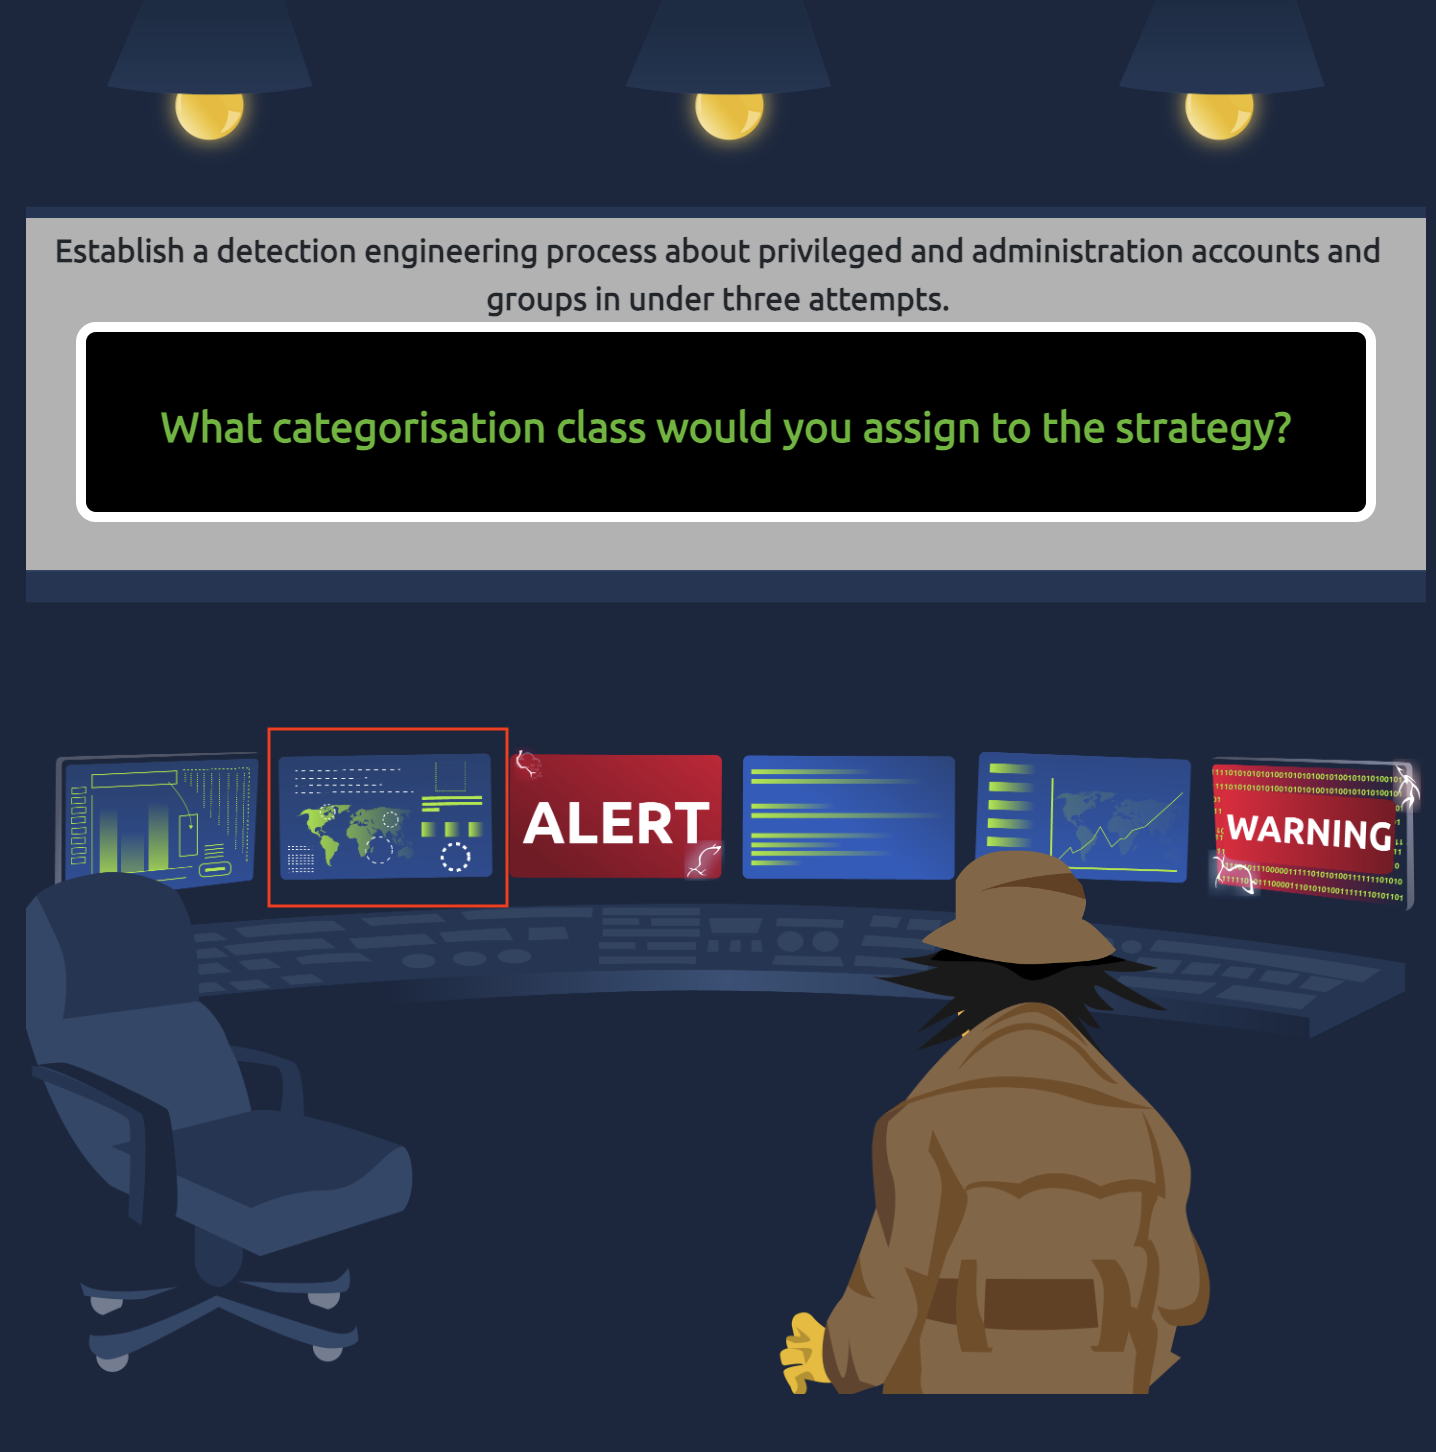 Establish a detection engineering process about privileged and administration accounts and
groups in under three attempts.
What categorisation class would you assign to the strategy?
ALERT
WARNING